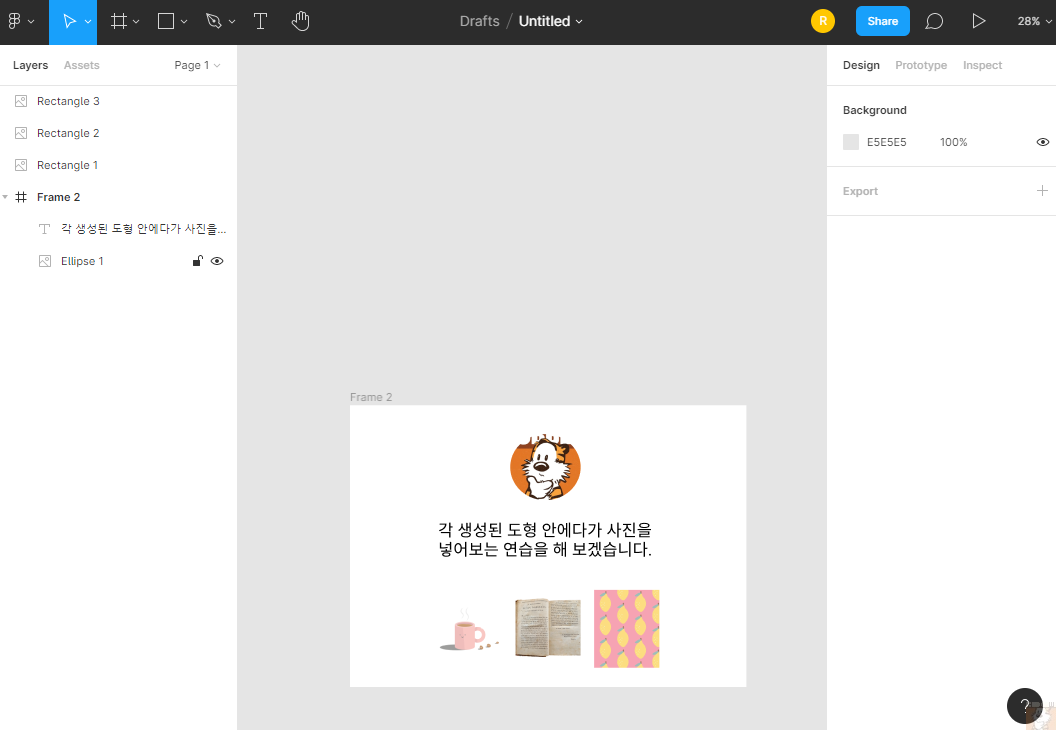 Drafts / Untitled
R
Share
28%
Layers
Assets
Page 1
Rectangle 3
Rectangle 2
Rectangle 1
Frame 2
각 생성된 도형 안에다가 사진을...
Ellipse 1
Frame 2
각 생성된 도형 안에다가 사진을
넣어보는 연습을 해 보겠습니다.
Design
Prototype
Inspect
Background
E5E5E5
100%
Export
?